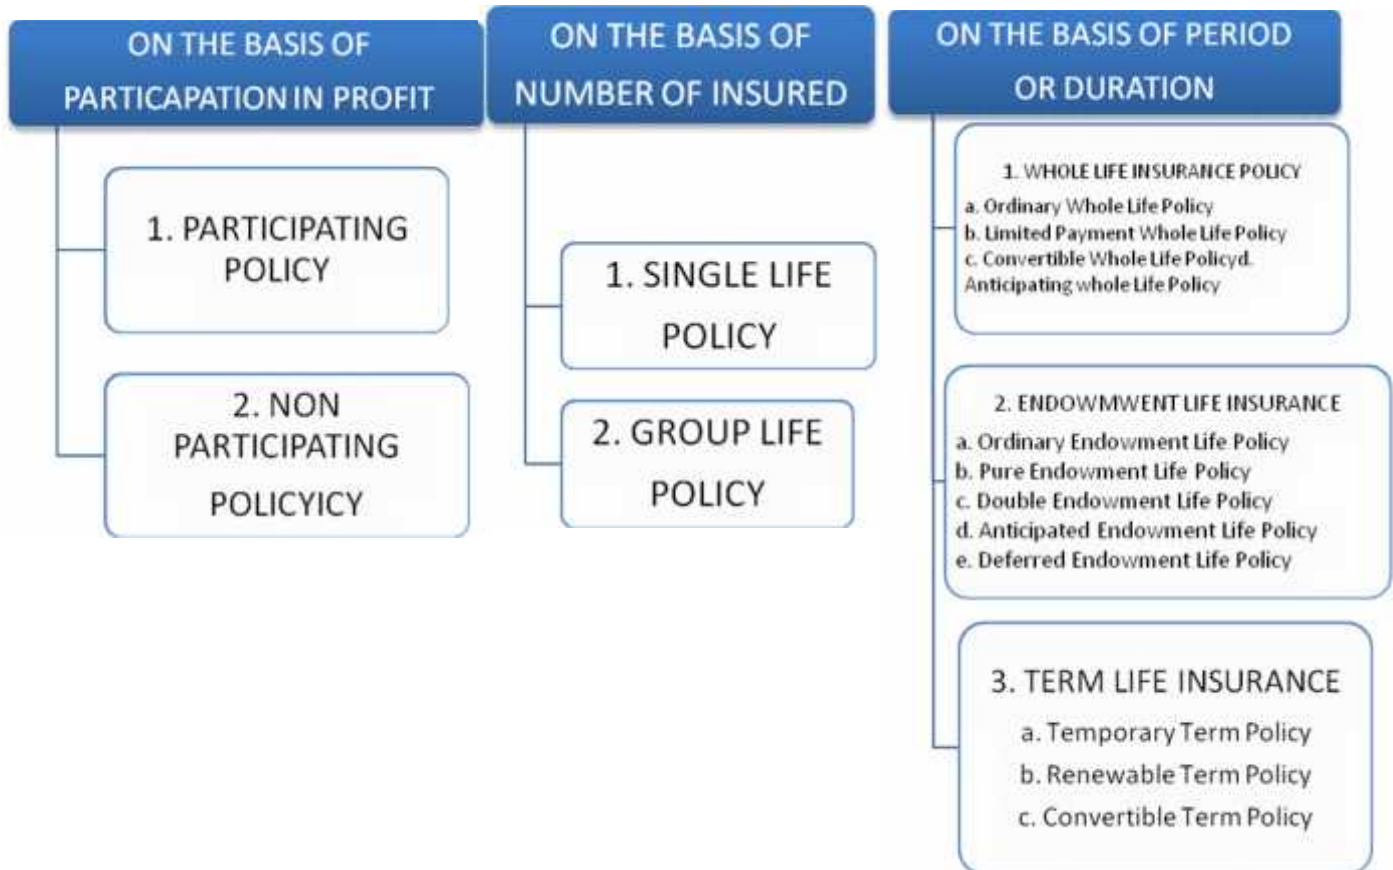 ON THE BASIS OF
PARTICAPATION IN PROFIT
1. PARTICIPATING
POLICY
2. NON
PARTICIPATING
POLICYICY
ON THE BASIS OF
NUMBER OF INSURED
1. SINGLE LIFE
POLICY
2. GROUP LIFE
POLICY
ON THE BASIS OF PERIOD
OR DURATION
1. WHOLE LIFE INSURANCE POLICY
a. Ordinary Whole Life Policy
b. Limited Payment Whole Life Policy
c. Convertible Whole Life Policyd.
Anticipating whole Life Policy
2. ENDOWMWENT LIFE INSURANCE
a. Ordinary Endowment Life Policy
b. Pure Endowment Life Policy
c. Double Endowment Life Policy
d. Anticipated Endowment Life Policy
e. Deferred Endowment Life Policy
3. TERM LIFE INSURANCE
a. Temporary Term Policy
b. Renewable Term Policy
c. Convertible Term Policy